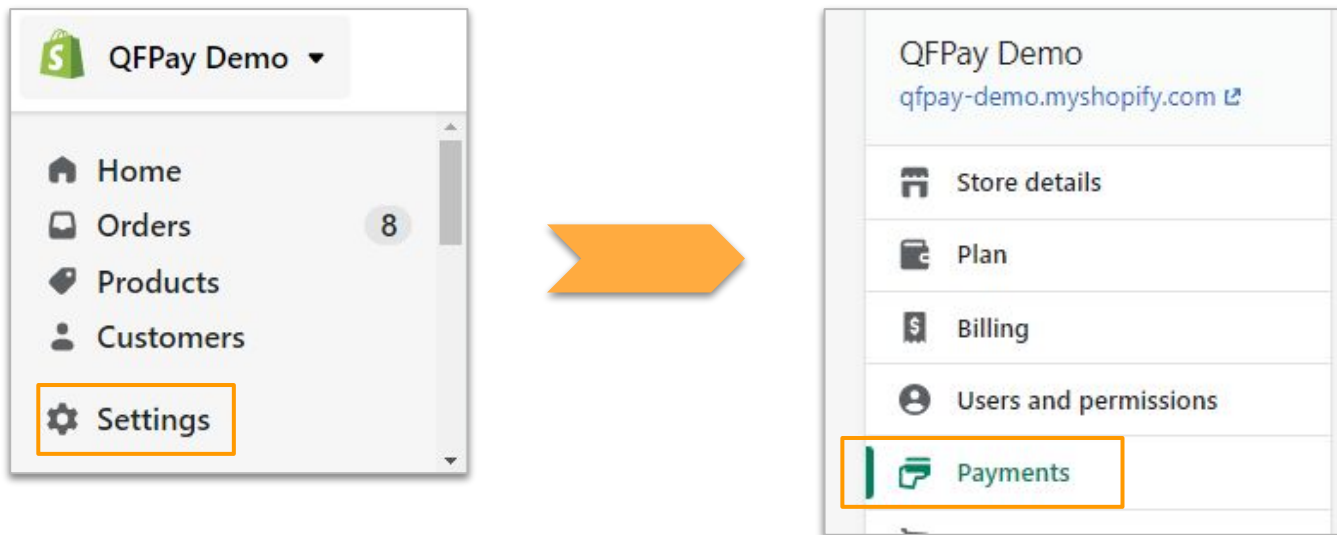 QFPay Demo
Home
Orders 8
Products
Customers
Settings
QFPay Demo
qfpay-demo.myshopify.com
Store details
Plan
Billing
Users and permissions
Payments